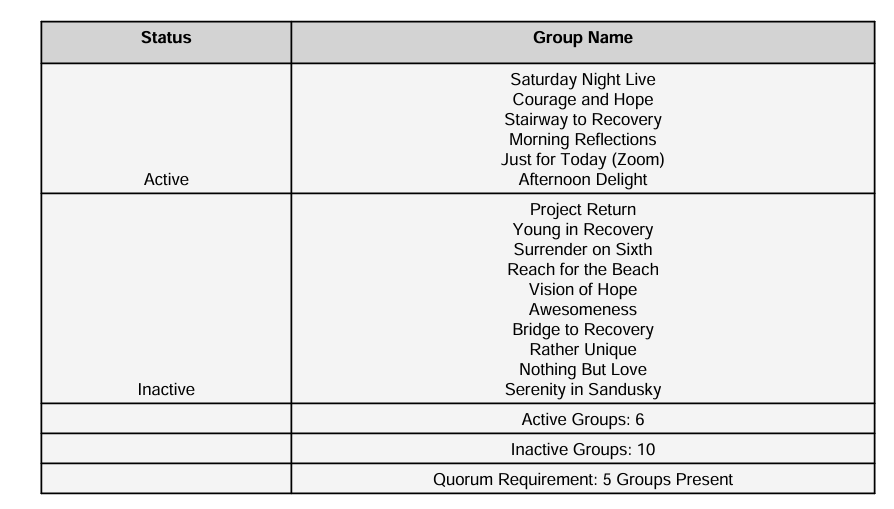 Status Group Name
Saturday Night Live
Courage and Hope
Stairway to Recovery
Morning Reflections
Just for Today (Zoom)
Active Afternoon Delight
Project Return
Young in Recovery
Surrender on Sixth
Reach for the Beach
Vision of Hope
Awesomeness
Bridge to Recovery
Rather Unique
Nothing But Love
Inactive Serenity in Sandusky
Active Groups: 6
Inactive Groups: 10
Quorum Requirement: 5 Groups Present